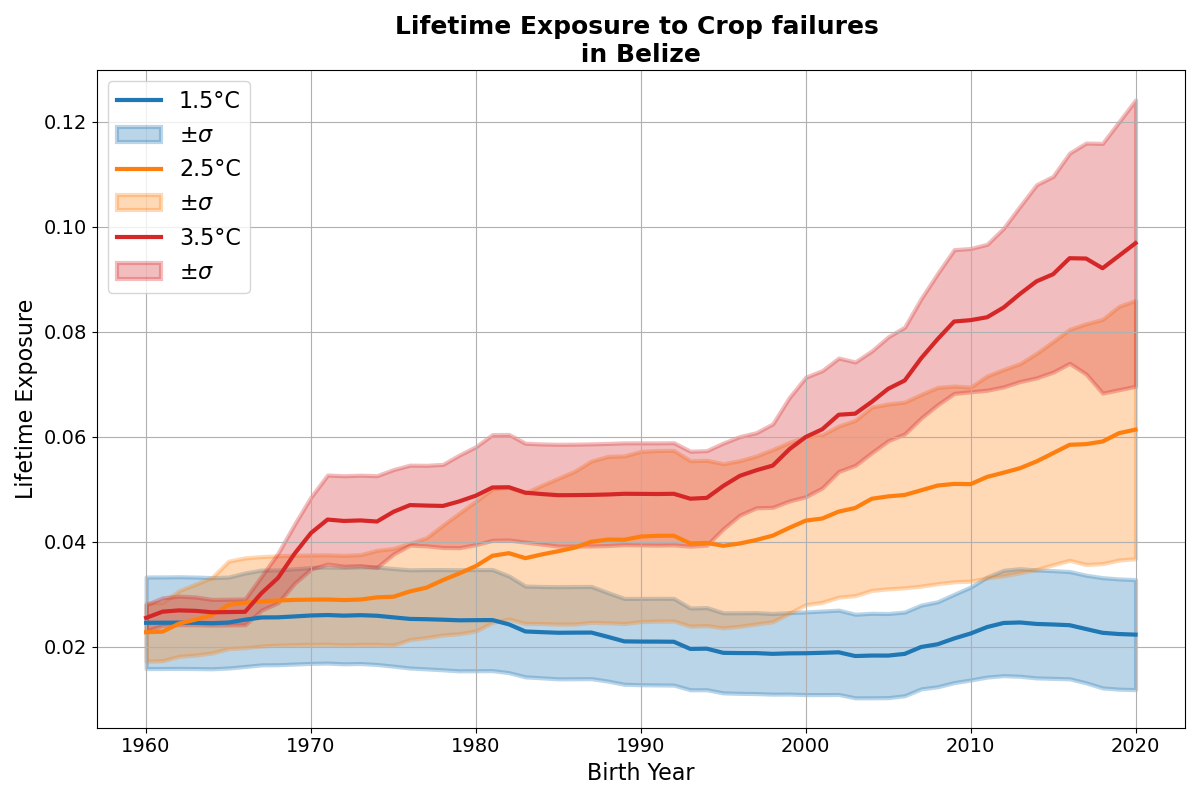 Lifetime Exposure to Crop failures
in Belize
1.5°C
±σ
2.5°C
±σ
3.5°C
±σ
Lifetime Exposure
0.12
0.10
0.08
0.06
0.04
0.02
1960 1970 1980 1990 2000 2010 2020
Birth Year